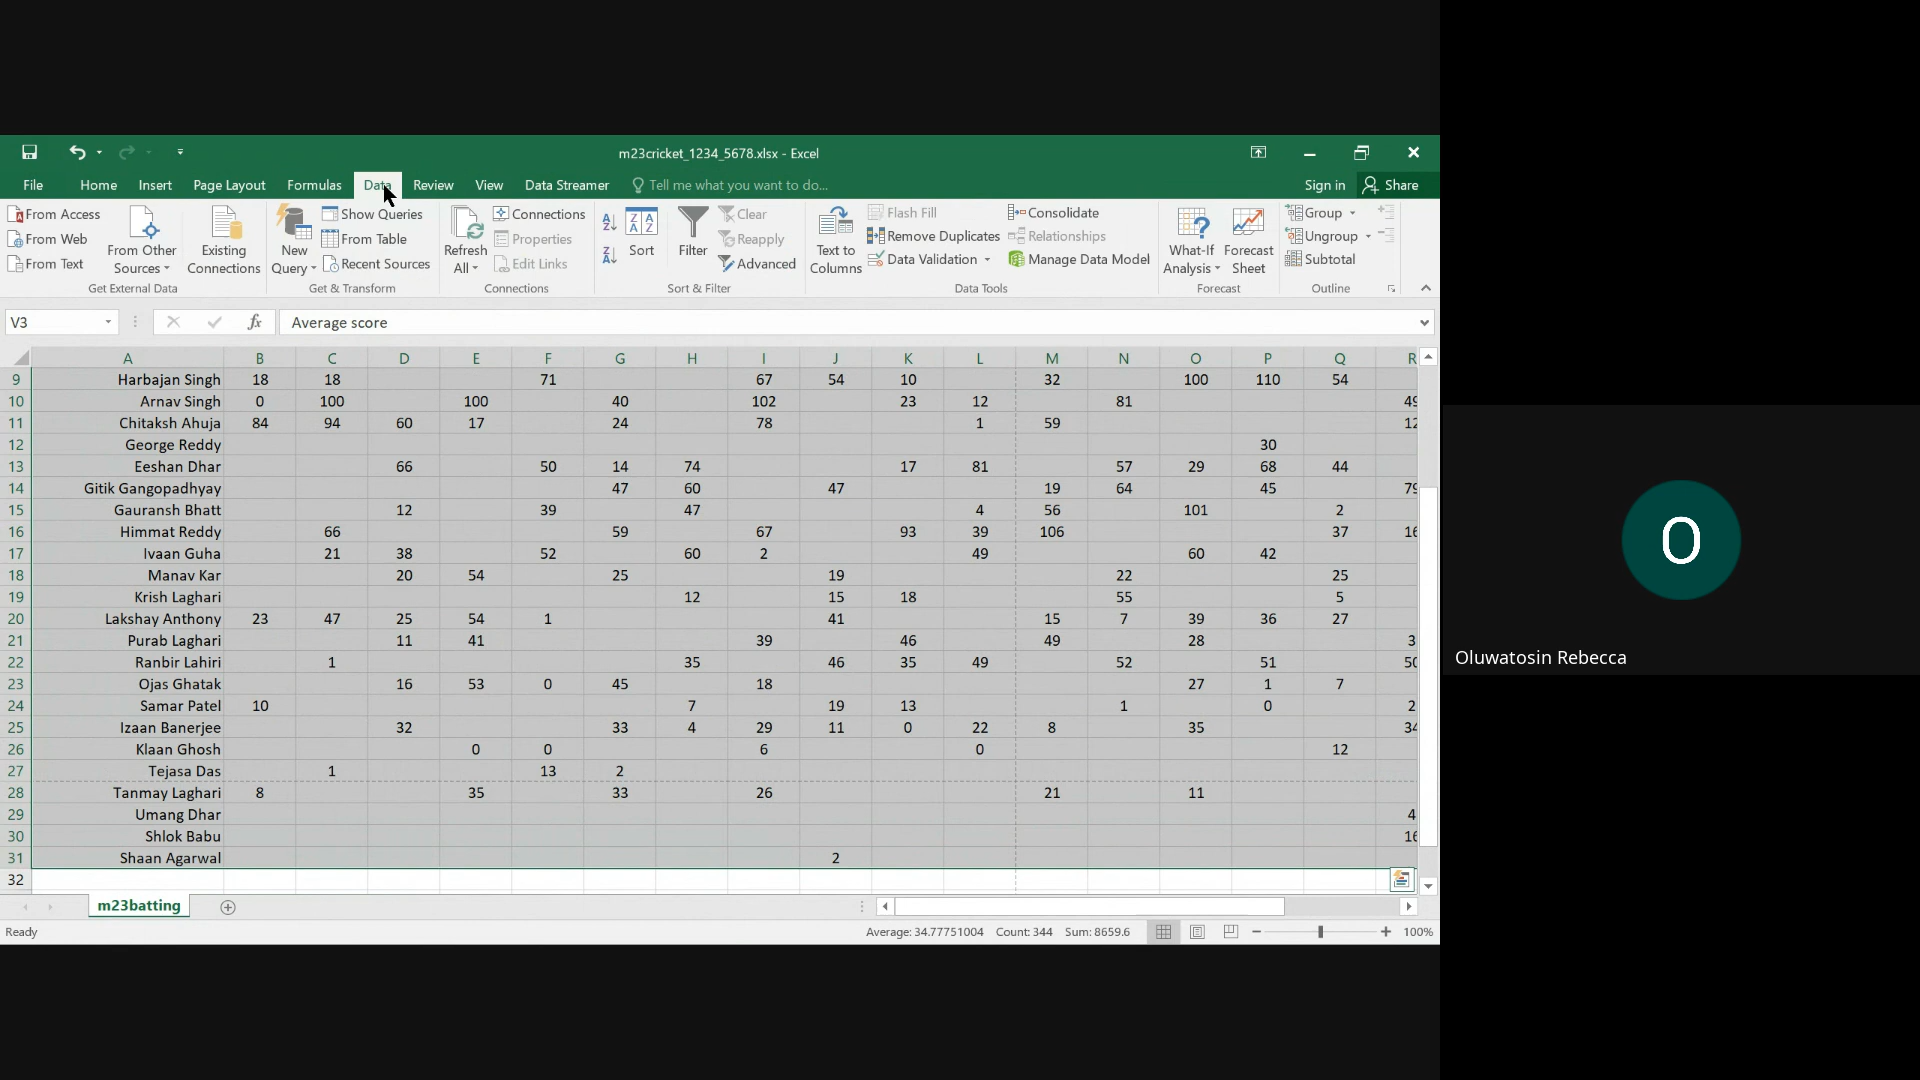 m23cricket_1234_5678.xlsx - Excel
File Home Insert Page Layout Formulas Data Review View Data Streamer Tell me what you want to do... Sign in Share
From Access
From Web
From Text
From Other Sources
Existing Connections
Get External Data
New Query
Show Queries
From Table
Recent Sources
Get & Transform
Refresh All
Connections
Properties
Edit Links
Connections
Sort
Filter
Clear
Reapply
Advanced
Sort & Filter
Text to Columns
Flash Fill
Remove Duplicates
Data Validation
Consolidate
Relationships
Manage Data Model
Data Tools
What-If Analysis
Forecast Sheet
Forecast
Group
Ungroup
Subtotal
Outline
V3 fx Average score
A B C D E F G H I J K L M N O P Q R
9 Harbajan Singh 18 18 71 67 54 10 32 100 110 54
10 Arnav Singh 0 100 100 40 102 23 12 81 49
11 Chitaksh Ahuja 84 94 60 17 24 78 1 59 12
12 George Reddy 30
13 Eeshan Dhar 66 50 14 74 17 81 57 29 68 44
14 Gitik Gangopadhyay 47 60 47 19 64 45 79
15 Gauransh Bhatt 12 39 47 4 56 101 2
16 Himmat Reddy 66 59 67 93 39 106 37 16
17 Ivaan Guha 21 38 52 60 2 49 60 42
18 Manav Kar 20 54 25 19 22 25
19 Krish Laghari 12 15 18 55 5
20 Lakshay Anthony 23 47 25 54 1 41 15 7 39 36 27
21 Purab Laghari 11 41 39 46 49 28 3
22 Ranbir Lahiri 1 35 46 35 49 52 51 50
23 Ojas Ghatak 16 53 0 45 18 27 1 7
24 Samar Patel 10 7 19 13 1 0 2
25 Izaan Banerjee 32 33 4 29 11 0 22 8 35 34
26 Klaan Ghosh 0 0 6 0 12
27 Tejasa Das 1 13 2
28 Tanmay Laghari 8 35 33 26 21 11
29 Umang Dhar 4
30 Shlok Babu 16
31 Shaan Agarwal 2
32
m23batting
Ready Average: 34.77751004 Count: 344 Sum: 8659.6 100%
O
Oluwatosin Rebecca